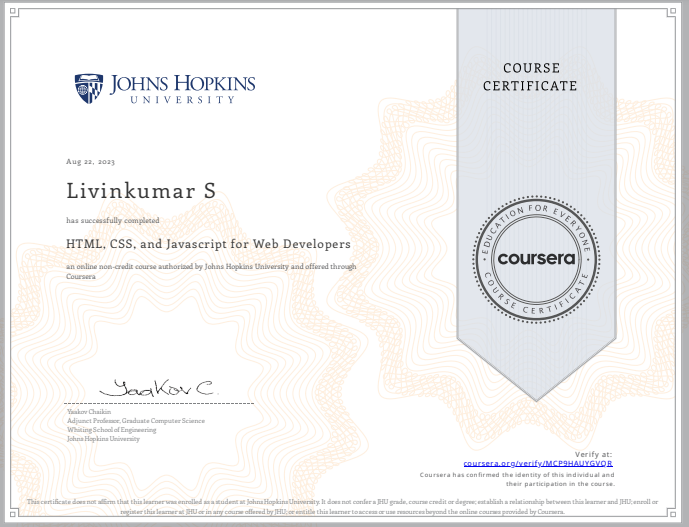 JOHNS HOPKINS
UNIVERSITY
COURSE
CERTIFICATE
Aug 22, 2023
Livinkumar S
has successfully completed
HTML, CSS, and Javascript for Web Developers
an online non-credit course authorized by Johns Hopkins University and offered through
Coursera
EDUCATION FOR EVERYONE
coursera
COURSE CERTIFICATE
Yaakov C.
Yaakov Chaikin
Adjunct Professor, Graduate Computer Science
Whiting School of Engineering
Johns Hopkins University
Verify at:
coursera.org/verify/MCP9HAUYGVQR
Coursera has confirmed the identity of this individual and
their participation in the course.
This certificate does not affirm that this learner was enrolled as a student at Johns Hopkins University. It does not confer a JHU grade, course credit or degree; establish a relationship between this learner and JHU; enroll or
register this learner at JHU or in any course offered by JHU; or entitle this learner to access or use resources beyond the online courses provided by Coursera.